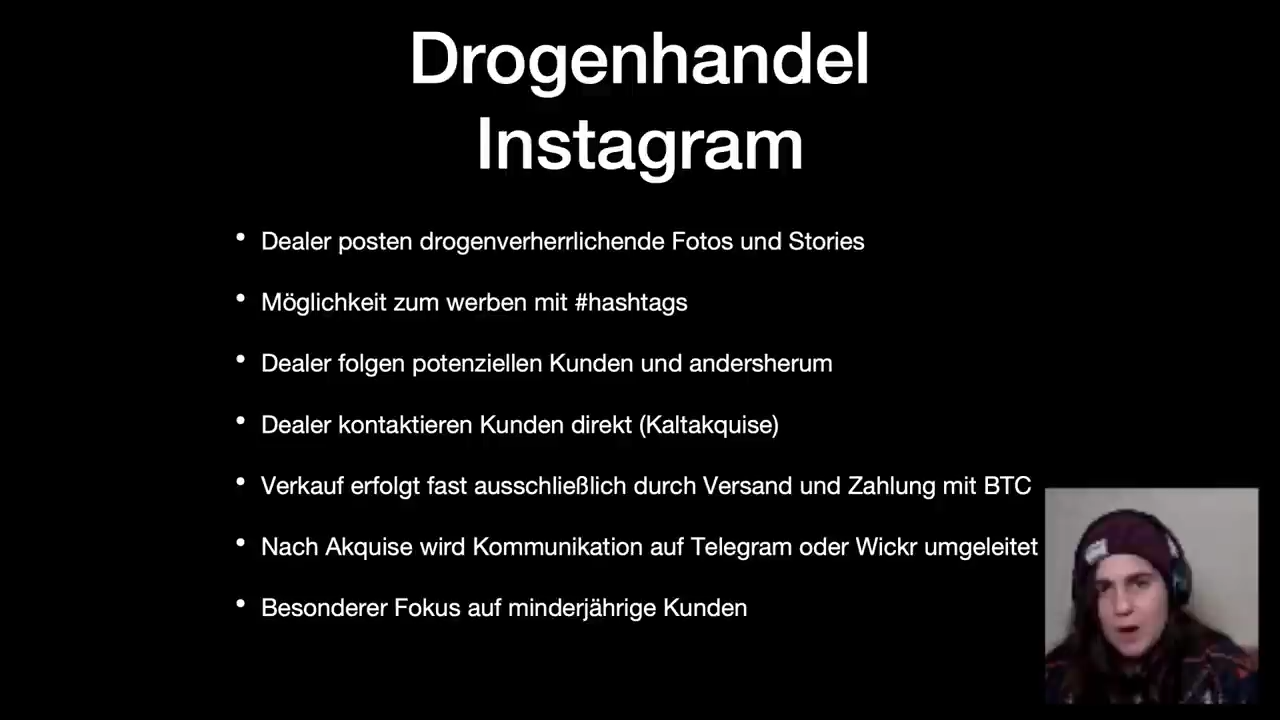 Drogenhandel
Instagram
• Dealer posten drogenverherrlichende Fotos und Stories
• Möglichkeit zum werben mit #hashtags
• Dealer folgen potenziellen Kunden und andersherum
• Dealer kontaktieren Kunden direkt (Kaltakquise)
• Verkauf erfolgt fast ausschließlich durch Versand und Zahlung mit BTC
• Nach Akquise wird Kommunikation auf Telegram oder Wickr umgeleitet
• Besonderer Fokus auf minderjährige Kunden